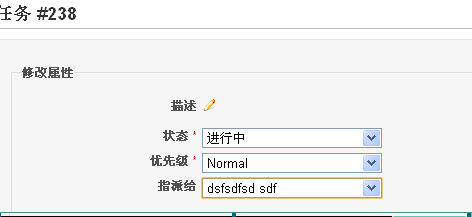 任务 #238
修改属性
描述
状态 * 进行中
优先级 * Normal
指派给 dsfsdfsd sdf